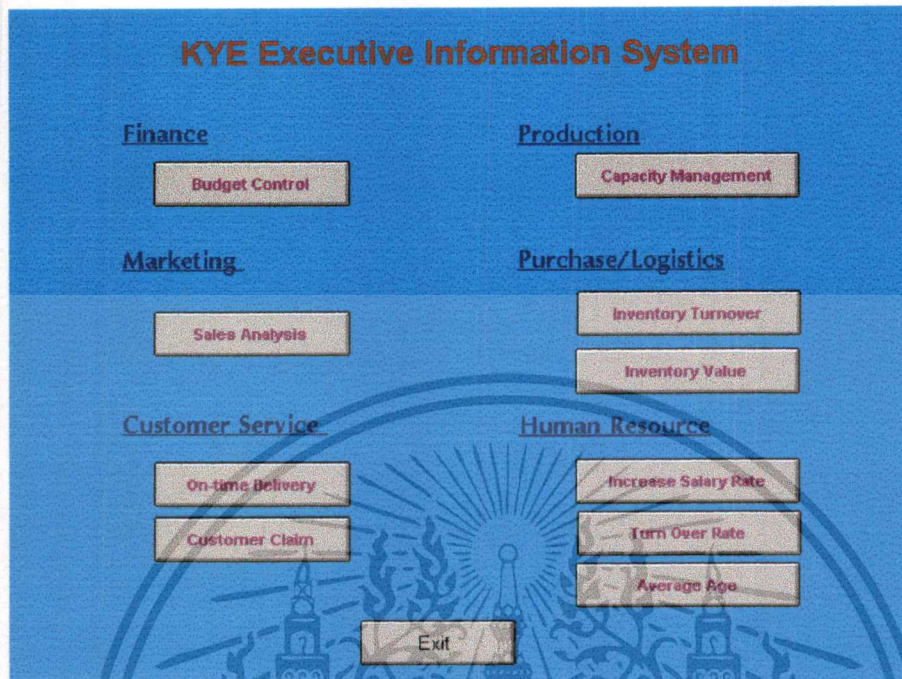 KYE Executive Information System
Finance
Budget Control
Production
Capacity Management
Marketing
Sales Analysis
Purchase/Logistics
Inventory Turnover
Inventory Value
Customer Service
On-time Delivery
Customer Claim
Human Resource
Increase Salary Rate
Turn Over Rate
Average Age
Exit